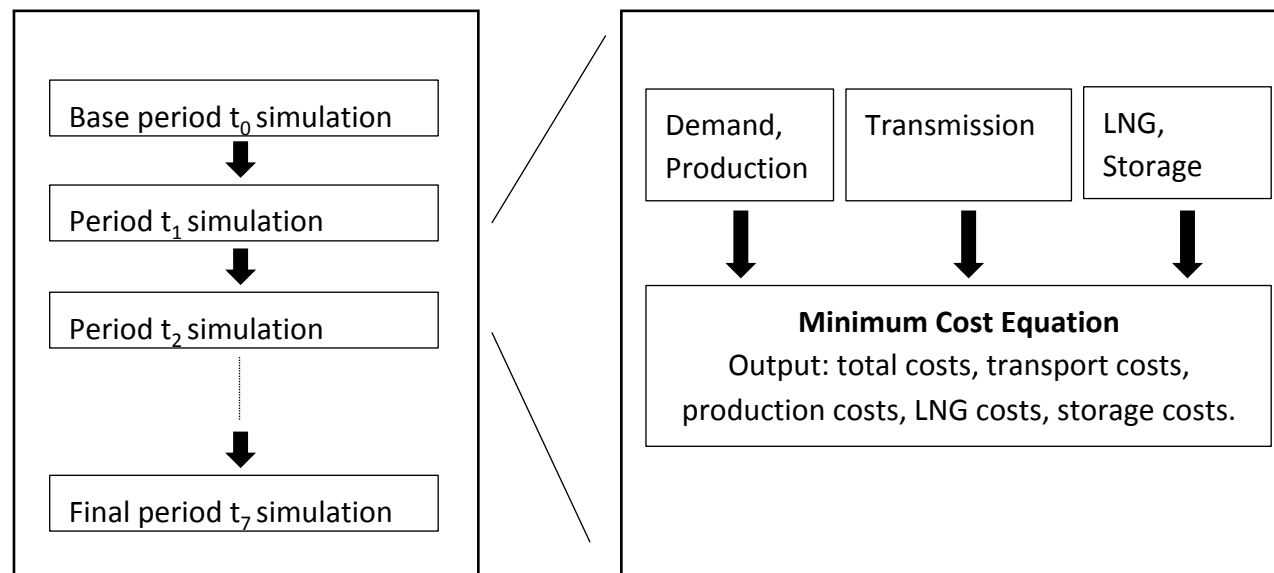 Base period t₀ simulation
Period t₁ simulation
Period t₂ simulation
Final period t₇ simulation
Demand,
Production
Transmission
LNG,
Storage
Minimum Cost Equation
Output: total costs, transport costs,
production costs, LNG costs, storage costs.